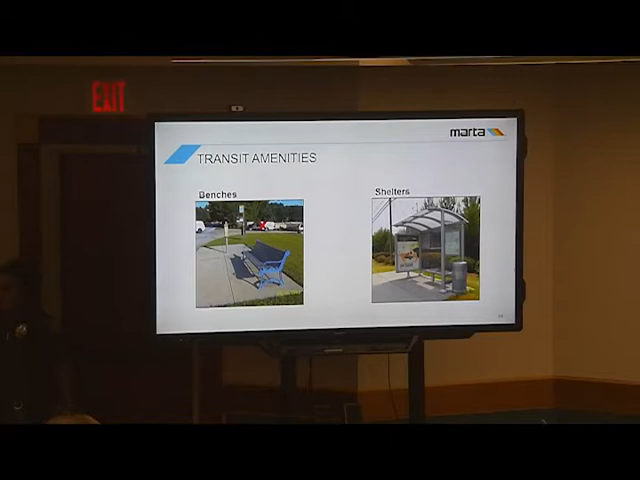 EXIT
marta
TRANSIT AMENITIES
Benches
Shelters